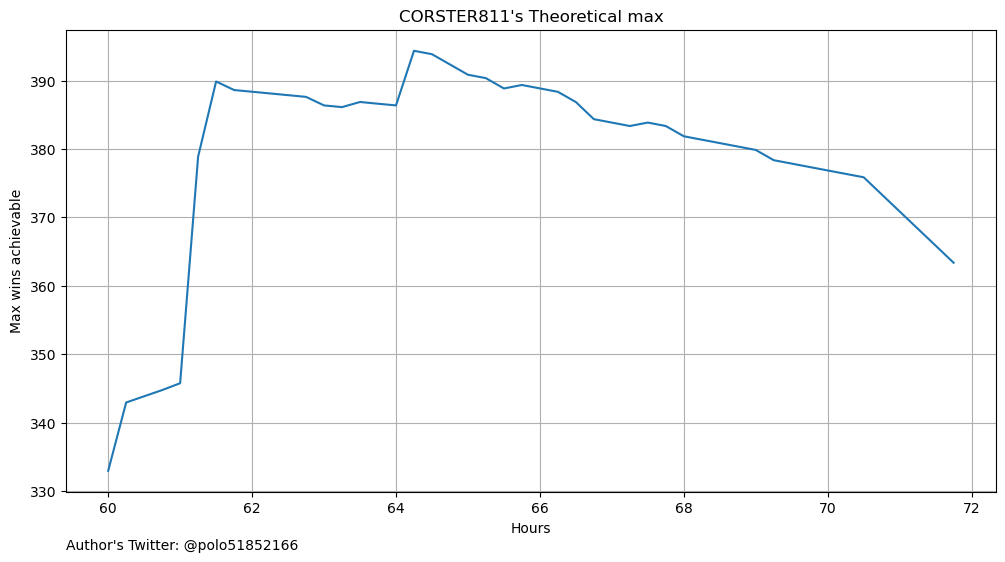 CORSTER811's Theoretical max
Max wins achievable
390
380
370
360
350
340
330
60 62 64 66 68 70 72
Hours
Author's Twitter: @polo51852166